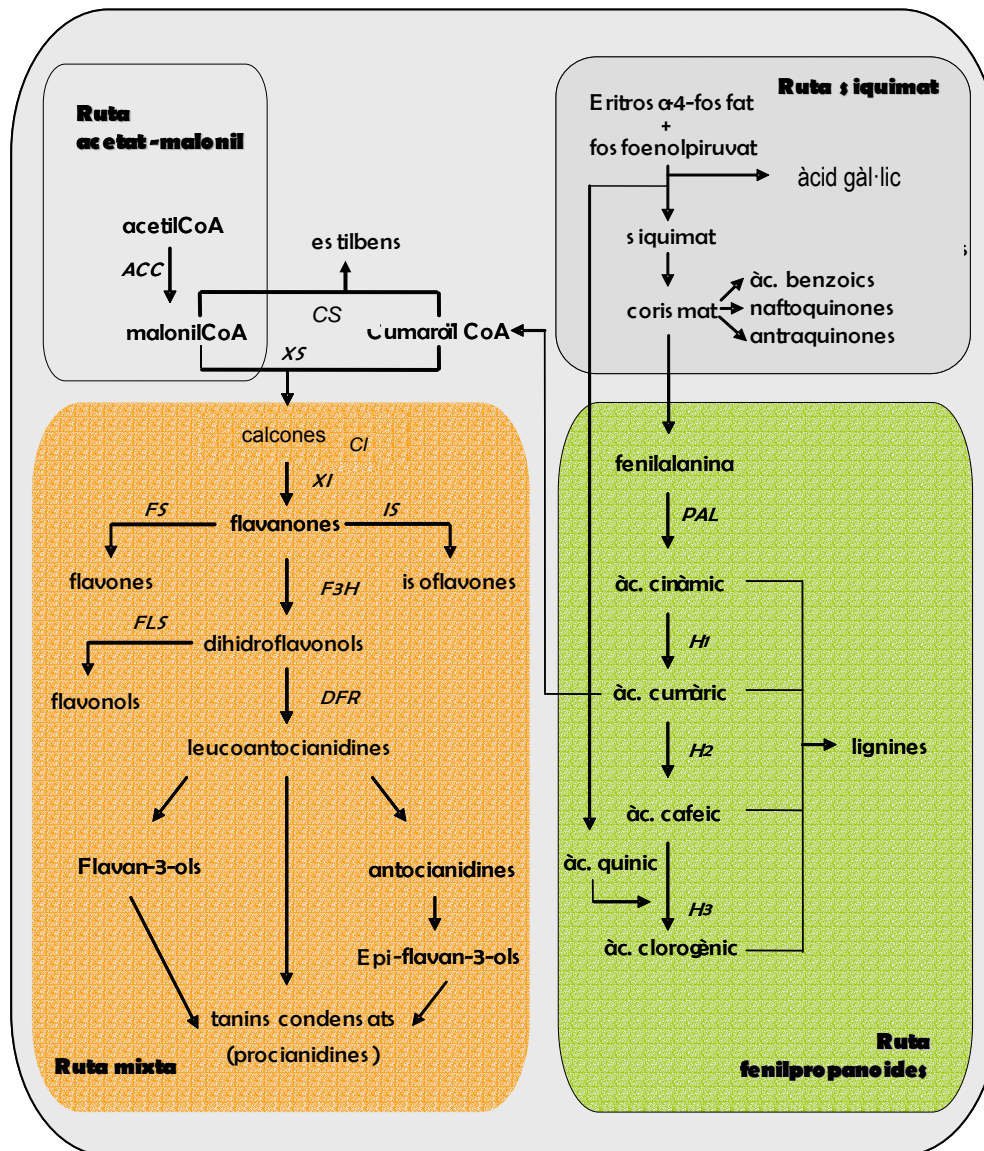 Ruta
acetat-malonil
acetilCoA
ACC
malonilCoA
estilbens
CS
XS
Cumaroïl CoA
Ruta siquimat
Eritrosa-4-fosfat
+
fosfoenolpiruvat
àcid gàl·lic
siquimat
corismat
àc. benzoics
naftoquinones
antraquinones
s
calcones
CI
XI
FS
flavanones
IS
flavones
isoflavones
F3H
FLS
dihidroflavonols
flavonols
DFR
leucoantocianidines
Flavan-3-ols
antocianidines
Epi-flavan-3-ols
tanins condensats
(procianidines)
Ruta mixta
fenilalanina
PAL
àc. cinàmic
H1
àc. cumàric
H2
lignines
àc. cafeic
àc. quinic
H3
àc. clorogènic
Ruta
fenilpropanoides